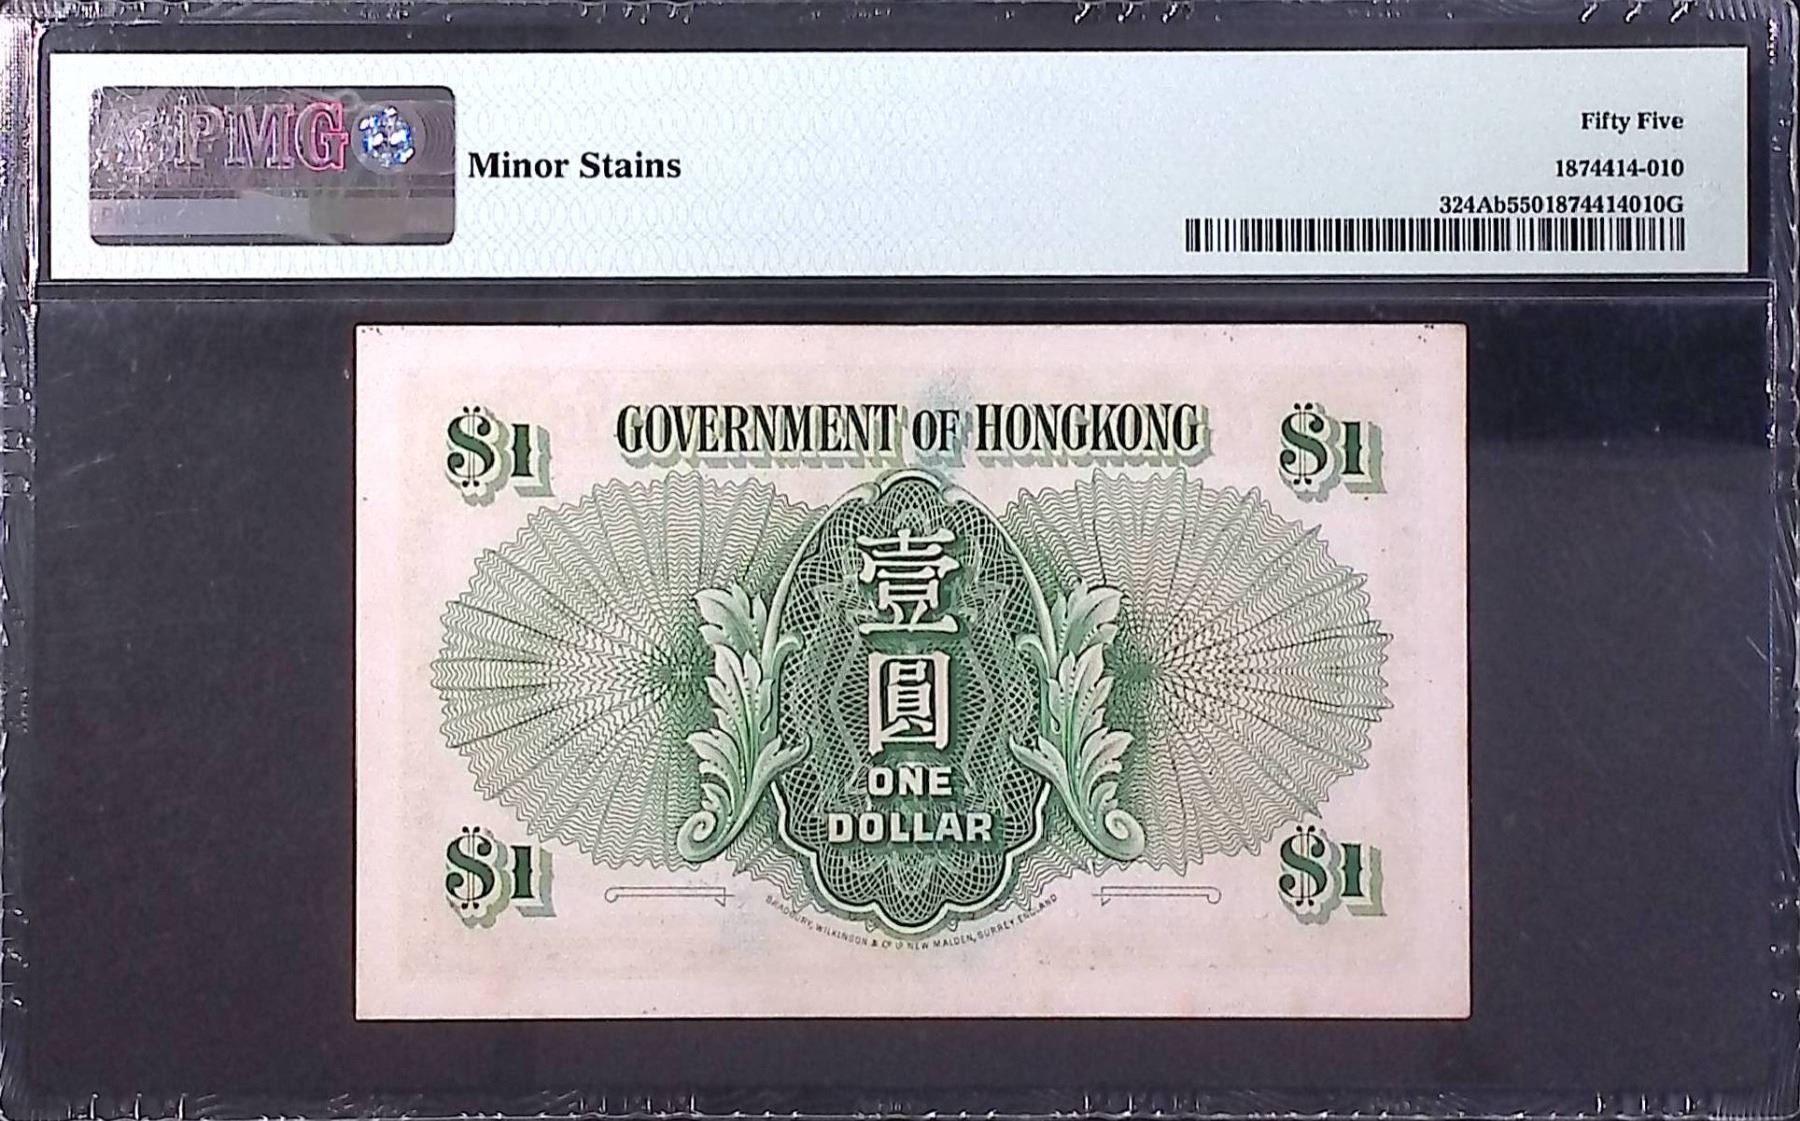 PMG
Minor Stains
Fifty Five
1874414-010
324Ab5501874414010G
$1 GOVERNMENT OF HONGKONG $1
壹
圓
ONE
DOLLAR
$1 $1
BRADBURY, WILKINSON & Co Ld NEW MALDEN, SURREY, ENGLAND